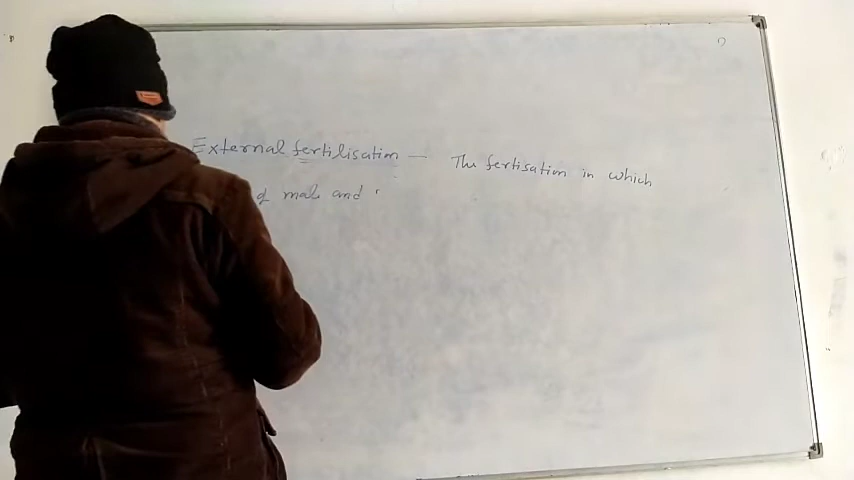 External fertilisation — The fertisation in which
of male and